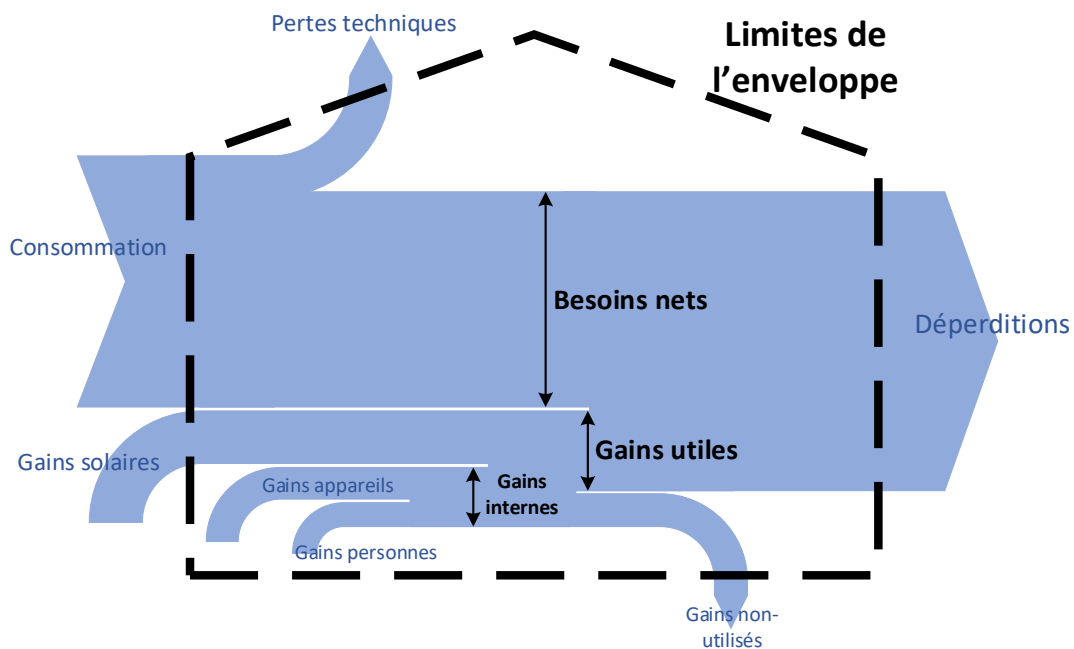 Pertes techniques
Limites de
l’enveloppe
Consommation
Besoins nets
Déperditions
Gains utiles
Gains solaires
Gains appareils
Gains
internes
Gains personnes
Gains non-
utilisés